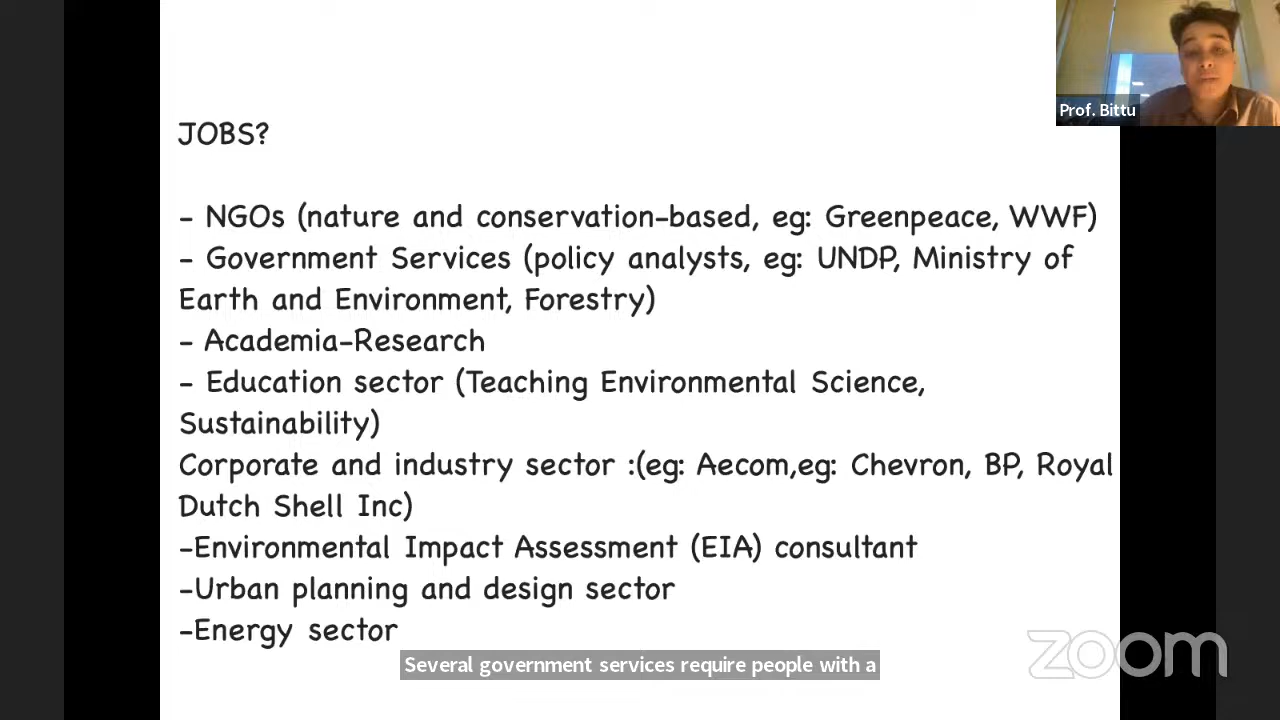 Prof. Bittu
JOBS?
- NGOs (nature and conservation-based, eg: Greenpeace, WWF)
- Government Services (policy analysts, eg: UNDP, Ministry of
Earth and Environment, Forestry)
- Academia-Research
- Education sector (Teaching Environmental Science,
Sustainability)
Corporate and industry sector :(eg: Aecom,eg: Chevron, BP, Royal
Dutch Shell Inc)
-Environmental Impact Assessment (EIA) consultant
-Urban planning and design sector
-Energy sector
Several government services require people with a
zoom